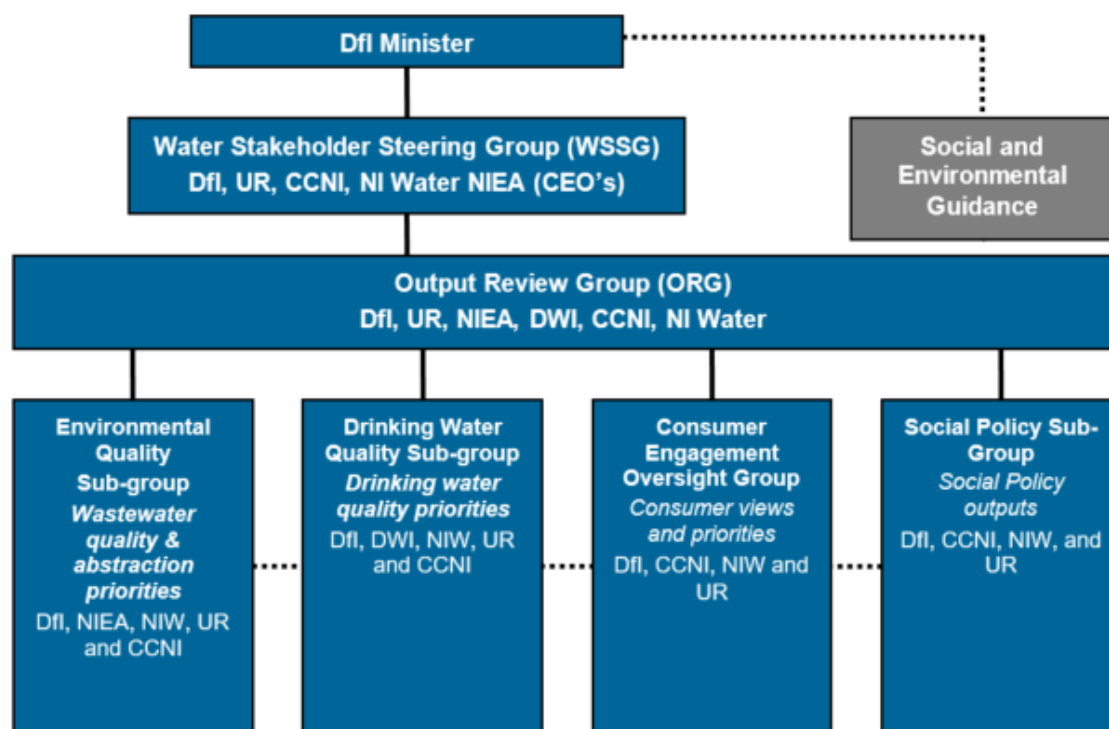 DfI Minister
Water Stakeholder Steering Group (WSSG)
DfI, UR, CCNI, NI Water NIEA (CEO's)
Social and
Environmental
Guidance
Output Review Group (ORG)
DfI, UR, NIEA, DWI, CCNI, NI Water
Environmental
Quality
Sub-group
Wastewater
quality &
abstraction
priorities
DfI, NIEA, NIW, UR
and CCNI
Drinking Water
Quality Sub-group
Drinking water
quality priorities
DfI, DWI, NIW, UR
and CCNI
Consumer
Engagement
Oversight Group
Consumer views
and priorities
DfI, CCNI, NIW and
UR
Social Policy Sub-
Group
Social Policy
outputs
DfI, CCNI, NIW, and
UR